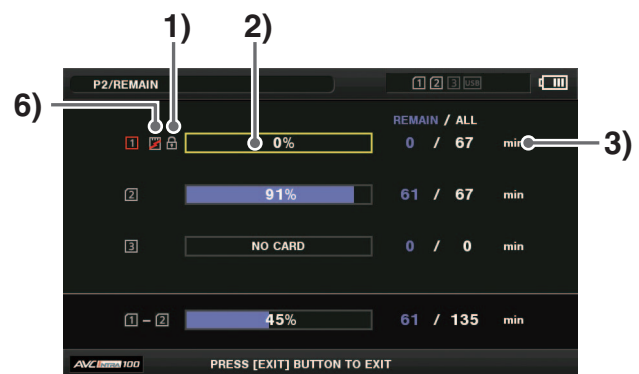 1) 2)
P2/REMAIN 1 2 3 USB
6)
REMAIN / ALL
1 0% 0 / 67 min 3)
2 91% 61 / 67 min
3 NO CARD 0 / 0 min
1 – 2 45% 61 / 135 min
AVC INTRA 100 PRESS [EXIT] BUTTON TO EXIT